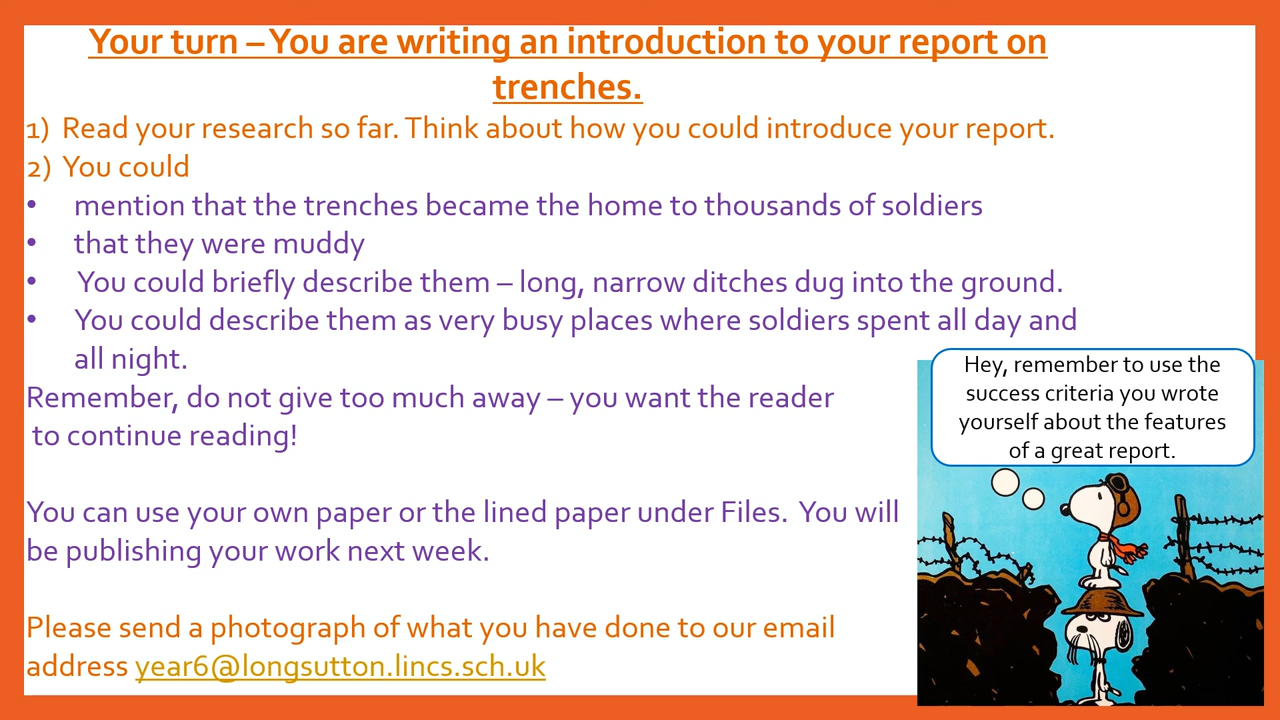 Your turn – You are writing an introduction to your report on
trenches.
1) Read your research so far. Think about how you could introduce your report.
2) You could
• mention that the trenches became the home to thousands of soldiers
• that they were muddy
• You could briefly describe them – long, narrow ditches dug into the ground.
• You could describe them as very busy places where soldiers spent all day and
all night.
Remember, do not give too much away – you want the reader
to continue reading!
You can use your own paper or the lined paper under Files. You will
be publishing your work next week.
Please send a photograph of what you have done to our email
address year6@longsutton.lincs.sch.uk
Hey, remember to use the
success criteria you wrote
yourself about the features
of a great report.